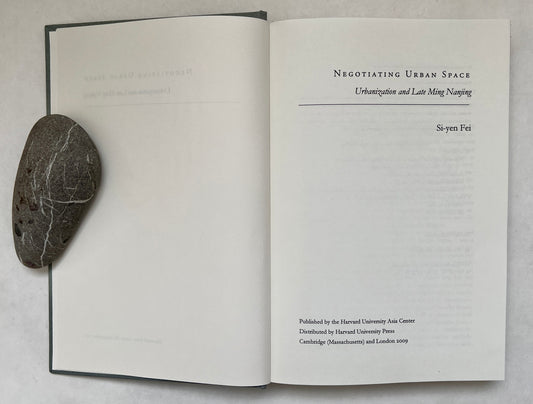 NEGOTIATING URBAN SPACE
Urbanization and Late Ming Nanjing
Si-yen Fei
Published by the Harvard University Asia Center
Distributed by Harvard University Press
Cambridge (Massachusetts) and London 2009